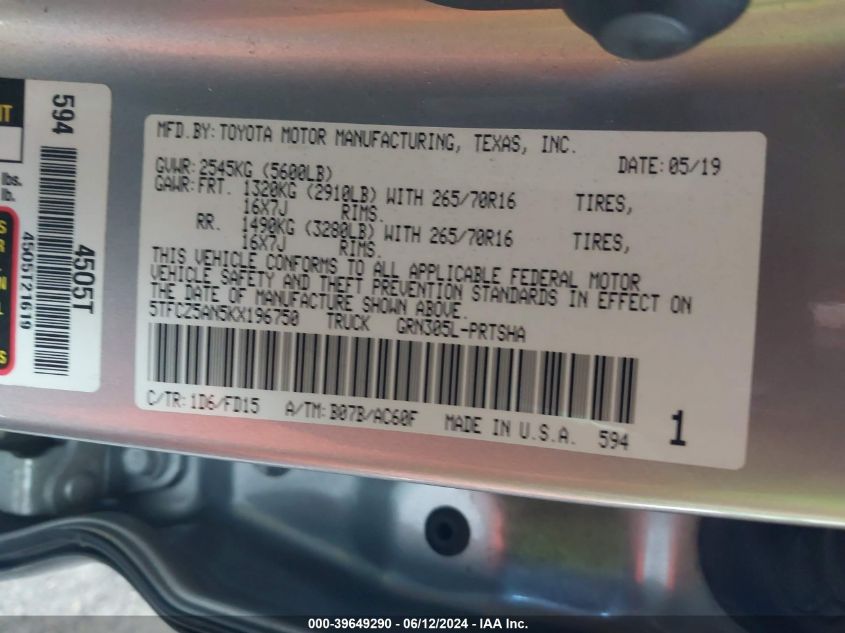 MFD.BY: TOYOTA MOTOR MANUFACTURING, TEXAS, INC.
DATE: 05/19
GVWR: 2545KG (5600LB)
GAWR: FRT. 1320KG (2910LB) WITH 265/70R16 TIRES,
16X7J RIMS.
RR. 1490KG (3280LB) WITH 265/70R16 TIRES,
16X7J RIMS.
THIS VEHICLE CONFORMS TO ALL APPLICABLE FEDERAL MOTOR
VEHICLE SAFETY AND THEFT PREVENTION STANDARDS IN EFFECT ON
THE DATE OF MANUFACTURE SHOWN ABOVE.
5TFCZ5AN5KX196750 TRUCK GRN305L-PRTSHA
C/TR: 1D6/FD15 A/TM: B07B/AC60F MADE IN U.S.A. 594
1
594
4505T
4505121619
lbs.
lb.
000-39649290 - 06/12/2024 - IAA Inc.